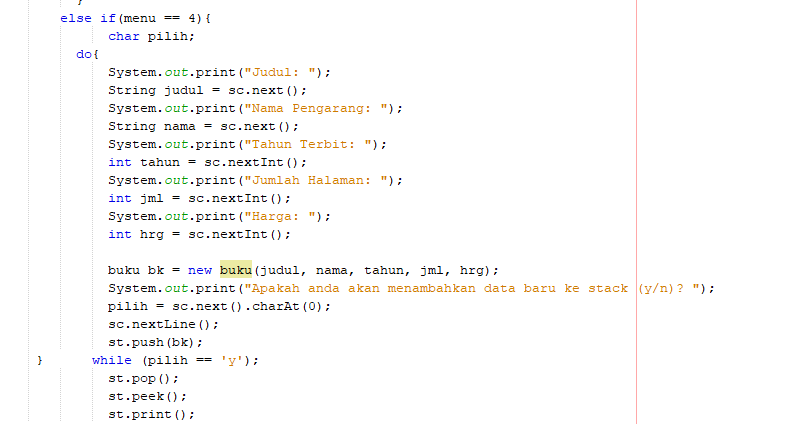 }
else if(menu == 4){
char pilih;
do{
System.out.print("Judul: ");
String judul = sc.next();
System.out.print("Nama Pengarang: ");
String nama = sc.next();
System.out.print("Tahun Terbit: ");
int tahun = sc.nextInt();
System.out.print("Jumlah Halaman: ");
int jml = sc.nextInt();
System.out.print("Harga: ");
int hrg = sc.nextInt();
buku bk = new buku(judul, nama, tahun, jml, hrg);
System.out.print("Apakah anda akan menambahkan data baru ke stack (y/n)? ");
pilih = sc.next().charAt(0);
sc.nextLine();
st.push(bk);
} while (pilih == 'y');
st.pop();
st.peek();
st.print();